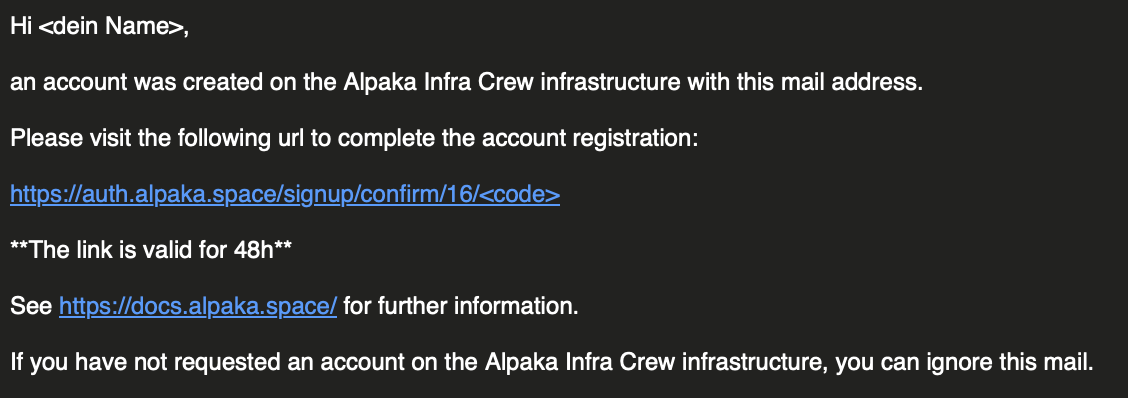 Hi <dein Name>,
an account was created on the Alpaka Infra Crew infrastructure with this mail address.
Please visit the following url to complete the account registration:
https://auth.alpaka.space/signup/confirm/16/<code>
**The link is valid for 48h**
See https://docs.alpaka.space/ for further information.
If you have not requested an account on the Alpaka Infra Crew infrastructure, you can ignore this mail.